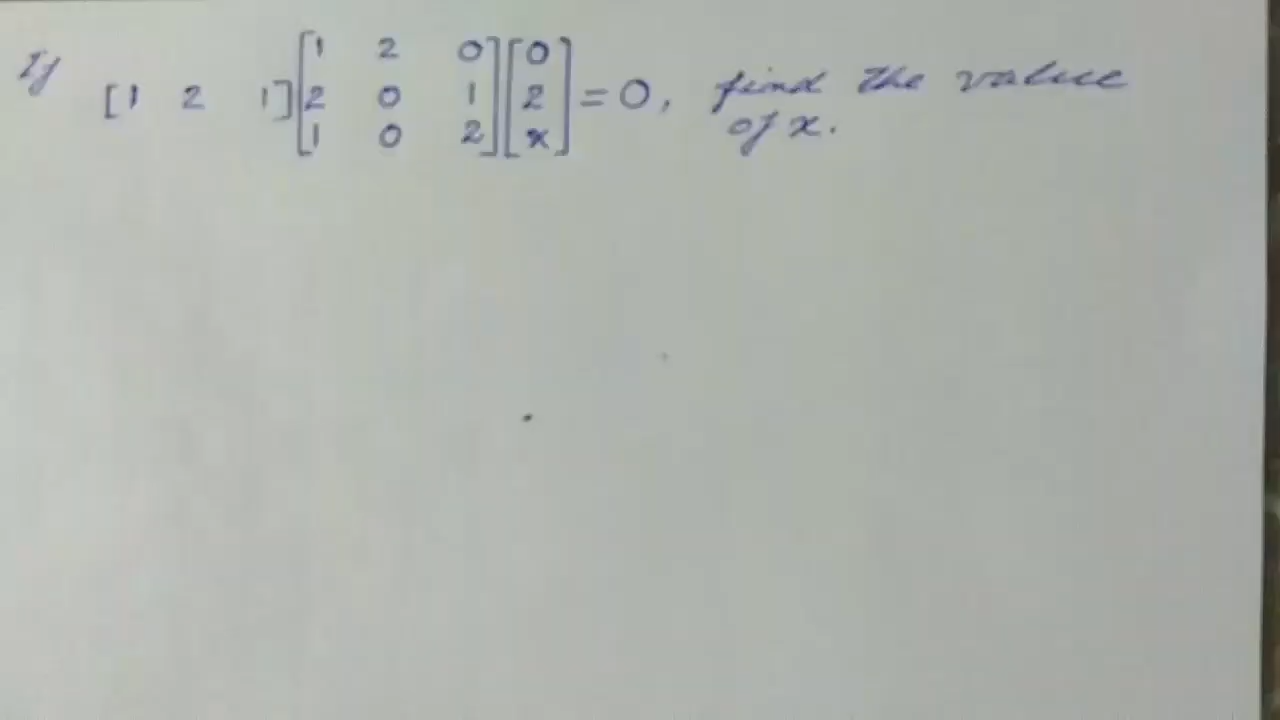 If [1 2 1] [1 2 0 [0
2 0 1 2
1 0 2] x] = 0, find the value
of x.